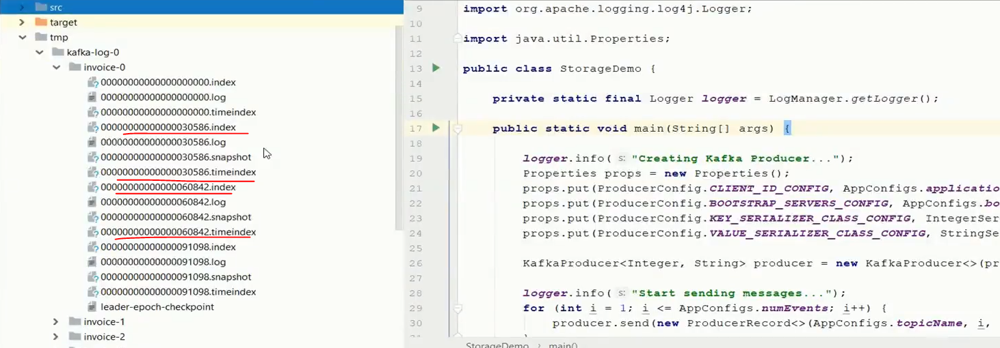 src
target
tmp
kafka-log-0
invoice-0
00000000000000000000.index
00000000000000000000.log
00000000000000000000.timeindex
00000000000000030586.index
00000000000000030586.log
00000000000000030586.snapshot
00000000000000030586.timeindex
00000000000000060842.index
00000000000000060842.log
00000000000000060842.snapshot
00000000000000060842.timeindex
00000000000000091098.index
00000000000000091098.log
00000000000000091098.snapshot
00000000000000091098.timeindex
leader-epoch-checkpoint
invoice-1
invoice-2
9 import org.apache.logging.log4j.Logger;
10
11 import java.util.Properties;
12
13 public class StorageDemo {
14
15 private static final Logger logger = LogManager.getLogger();
16
17 public static void main(String[] args) {
18
19 logger.info( s: "Creating Kafka Producer...");
20 Properties props = new Properties();
21 props.put(ProducerConfig.CLIENT_ID_CONFIG, AppConfigs.applicatio
22 props.put(ProducerConfig.BOOTSTRAP_SERVERS_CONFIG, AppConfigs.bo
23 props.put(ProducerConfig.KEY_SERIALIZER_CLASS_CONFIG, IntegerSer
24 props.put(ProducerConfig.VALUE_SERIALIZER_CLASS_CONFIG, StringSe
25
26 KafkaProducer<Integer, String> producer = new KafkaProducer<>(pr
27
28 logger.info( s: "Start sending messages...");
29 for (int i = 1; i <= AppConfigs.numEvents; i++) {
30 producer.send(new ProducerRecord<>(AppConfigs.topicName, i,
StorageDemo › main()